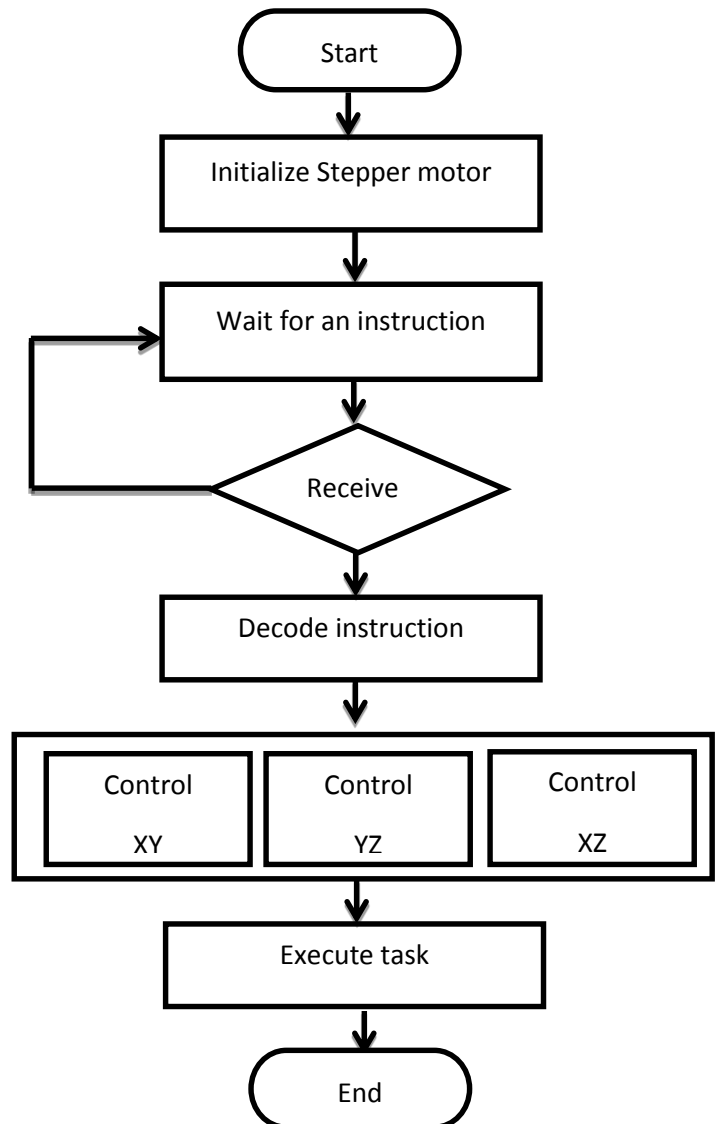 Start
Initialize Stepper motor
Wait for an instruction
Receive
Decode instruction
Control
XY
Control
YZ
Control
XZ
Execute task
End